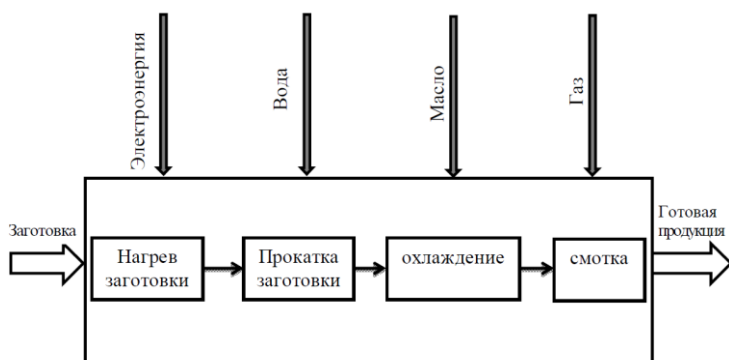 Электроэнергия
Вода
Масло
Газ
Заготовка
Нагрев
заготовки
Прокатка
заготовки
охлаждение
смотка
Готовая
продукция